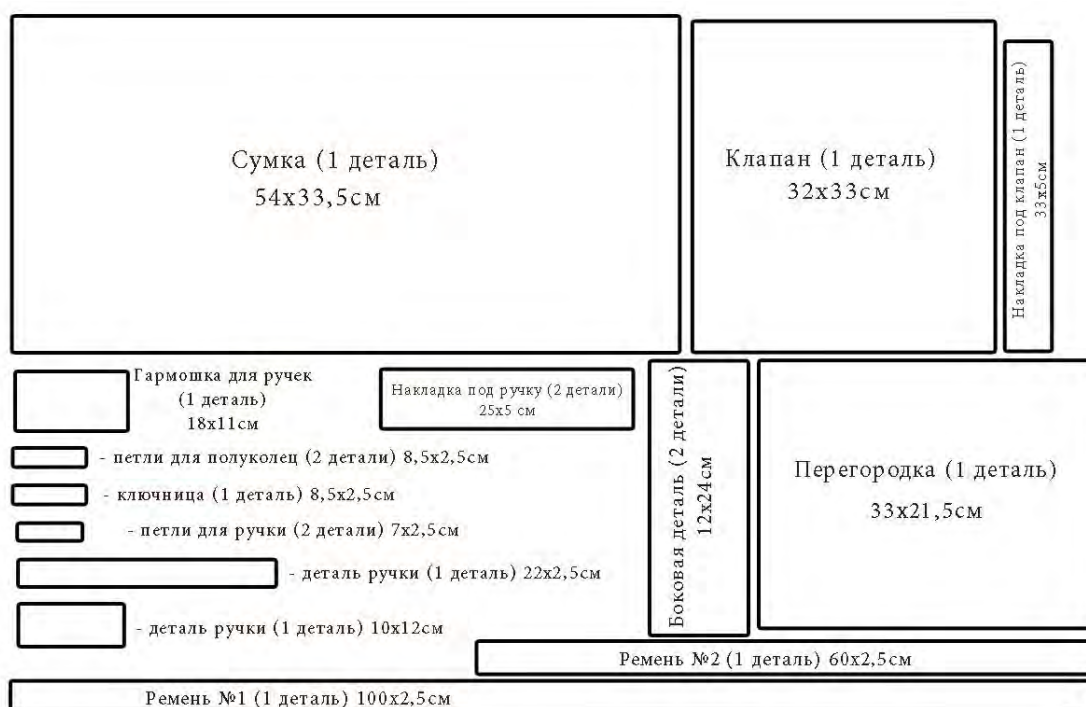 Сумка (1 деталь)
54х33,5см
Клапан (1 деталь)
32х33см
Накладка под клапан (1 деталь)
33х5см
Гармошка для ручек
(1 деталь)
18х11см
Накладка под ручку (2 детали)
25х5 см
Боковая деталь (2 детали)
12х24см
Перегородка (1 деталь)
33х21,5см
- петли для полуколец (2 детали) 8,5х2,5см
- ключница (1 деталь) 8,5х2,5см
- петли для ручки (2 детали) 7х2,5см
- деталь ручки (1 деталь) 22х2,5см
- деталь ручки (1 деталь) 10х12см
Ремень №2 (1 деталь) 60х2,5см
Ремень №1 (1 деталь) 100х2,5см